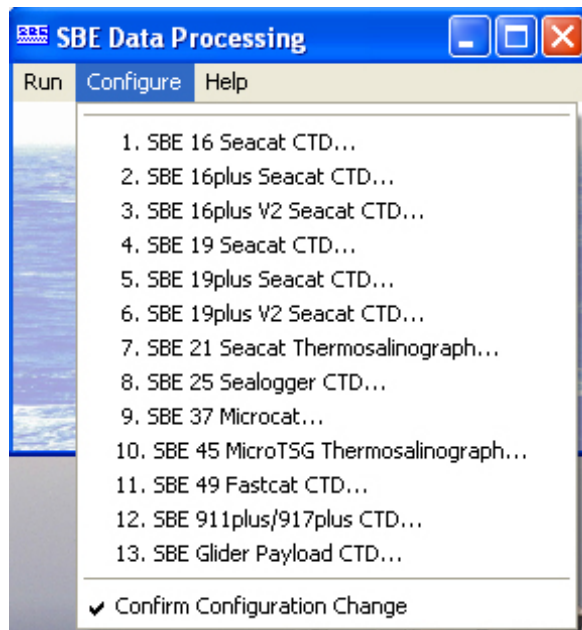 SBE Data Processing
Run Configure Help
1. SBE 16 Seacat CTD...
2. SBE 16plus Seacat CTD...
3. SBE 16plus V2 Seacat CTD...
4. SBE 19 Seacat CTD...
5. SBE 19plus Seacat CTD...
6. SBE 19plus V2 Seacat CTD...
7. SBE 21 Seacat Thermosalinograph...
8. SBE 25 Sealogger CTD...
9. SBE 37 Microcat...
10. SBE 45 MicroTSG Thermosalinograph...
11. SBE 49 Fastcat CTD...
12. SBE 911plus/917plus CTD...
13. SBE Glider Payload CTD...
Confirm Configuration Change